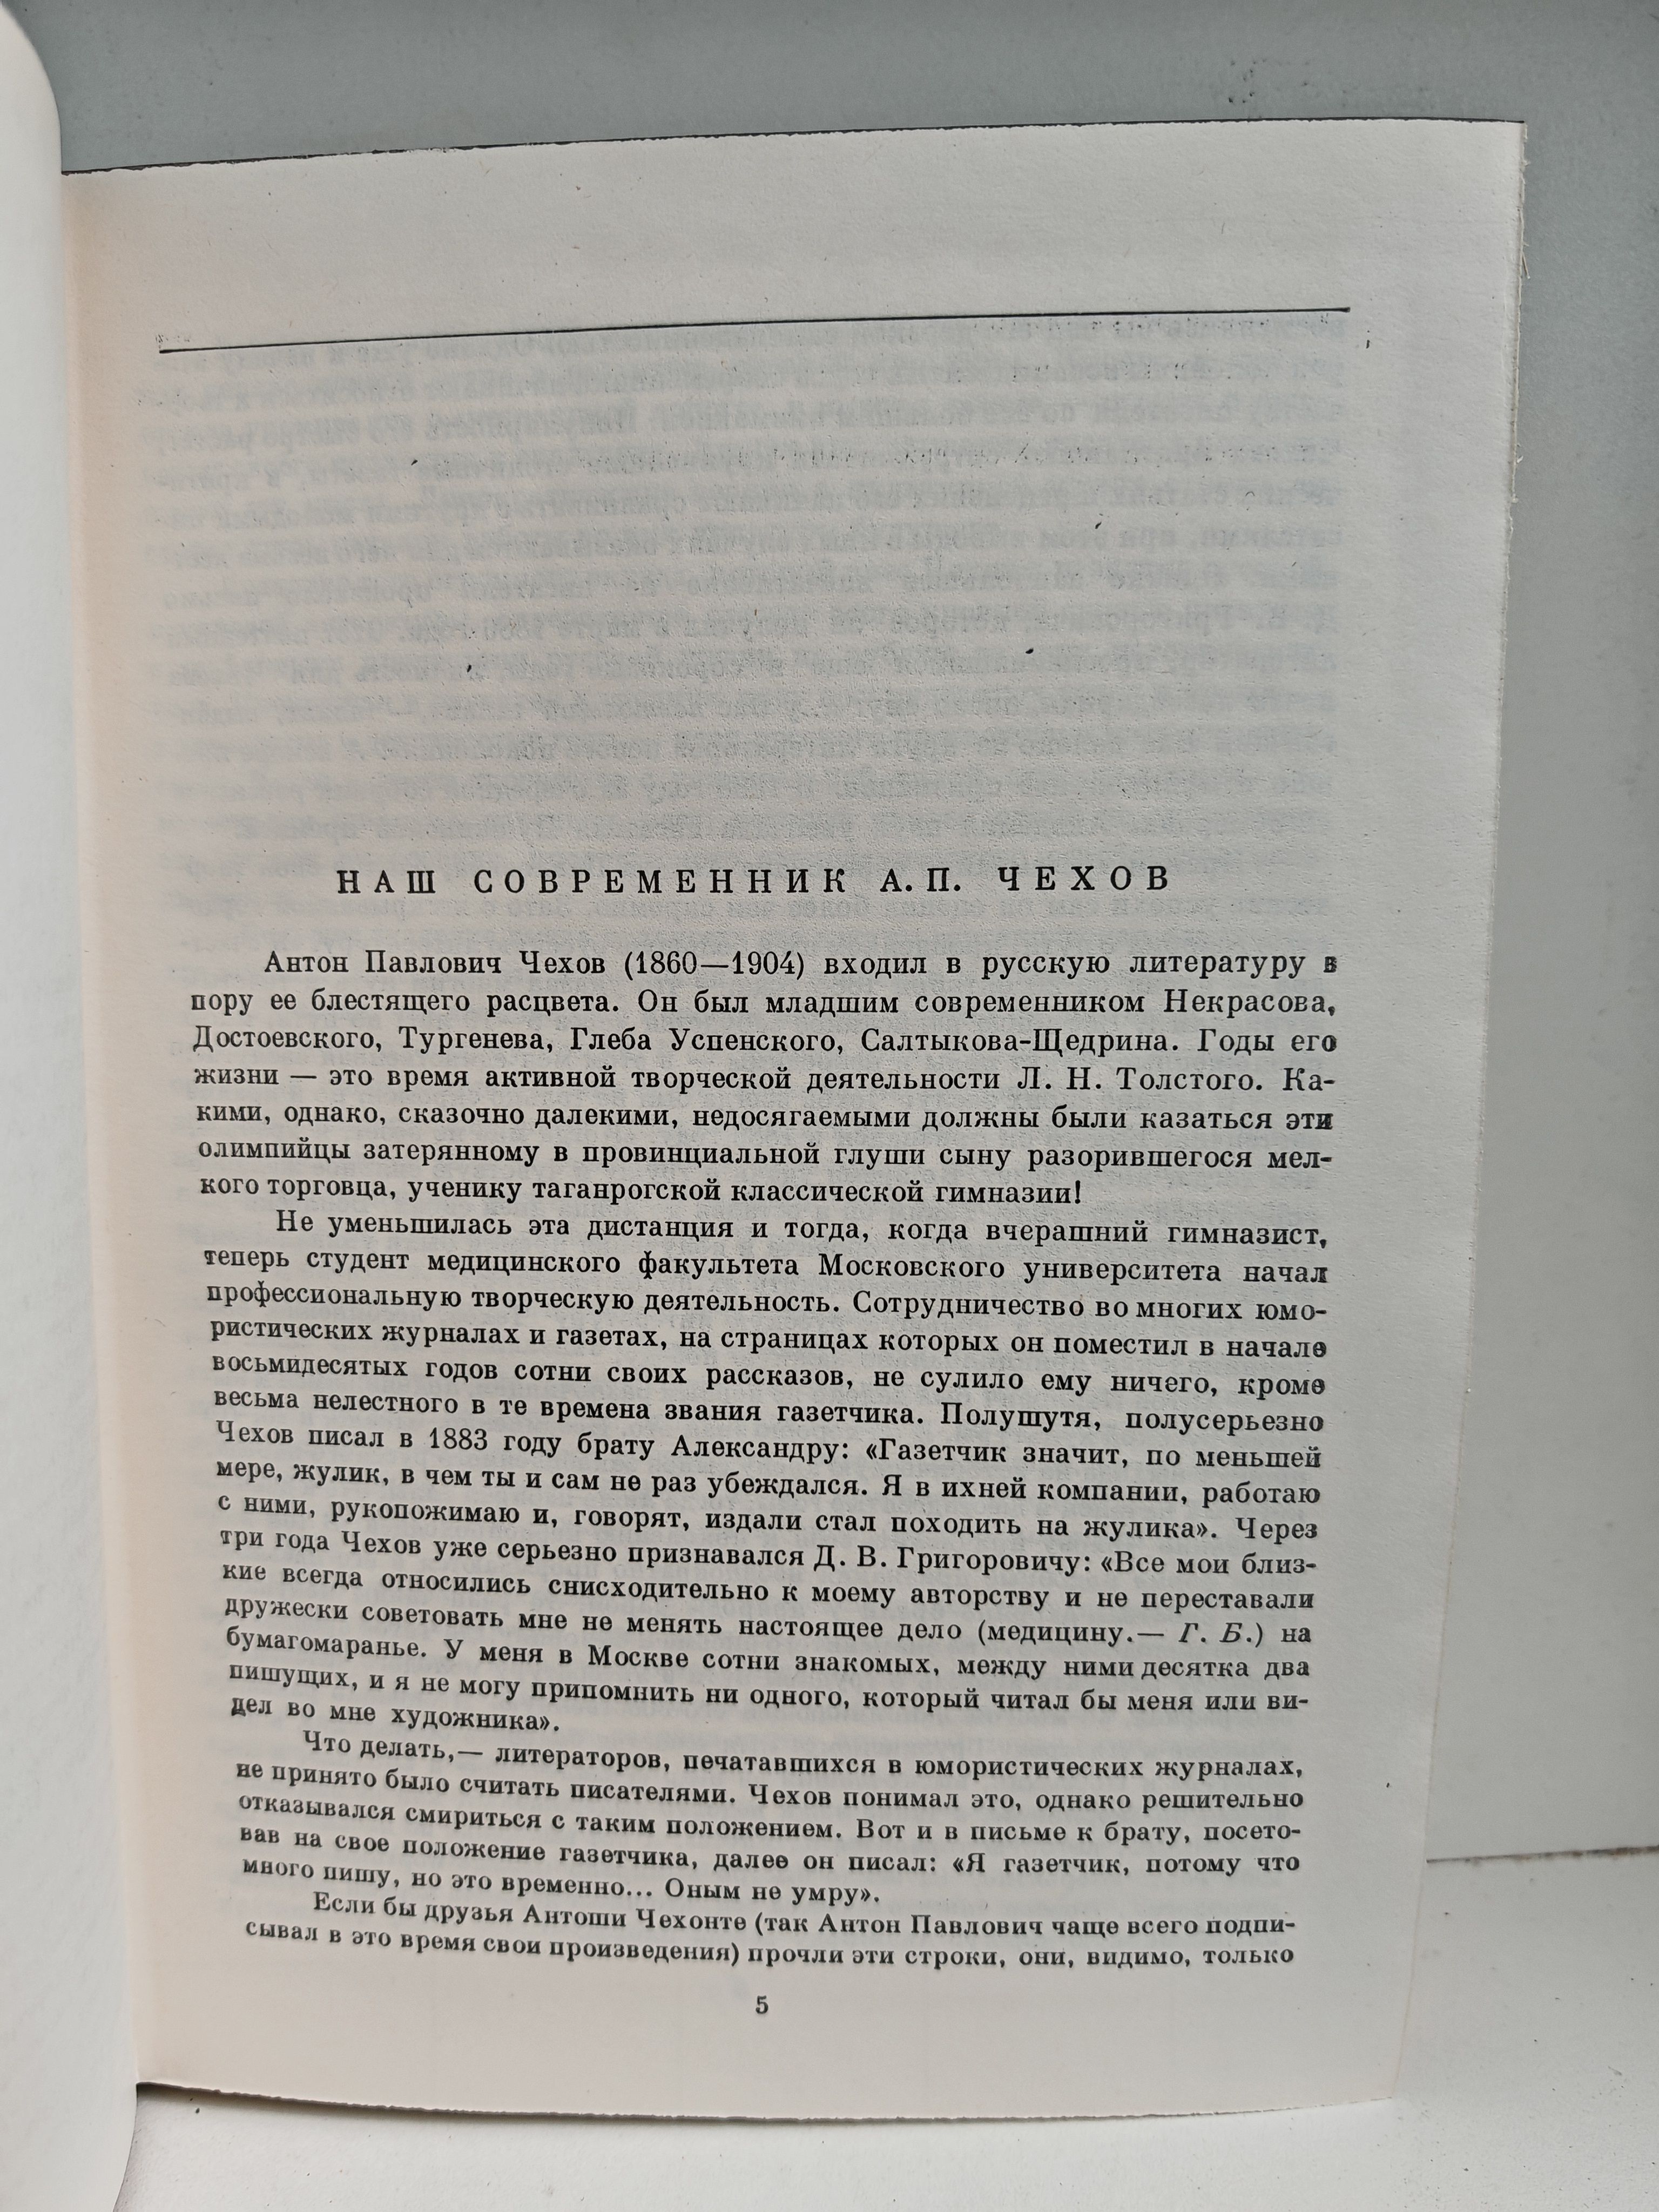 НАШ СОВРЕМЕННИК А. П. ЧЕХОВ
Антон Павлович Чехов (1860—1904) входил в русскую литературу в
пору ее блестящего расцвета. Он был младшим современником Некрасова,
Достоевского, Тургенева, Глеба Успенского, Салтыкова-Щедрина. Годы его
жизни — это время активной творческой деятельности Л. Н. Толстого. Ка-
кими, однако, сказочно далекими, недосягаемыми должны были казаться эти
олимпийцы затерянному в провинциальной глуши сыну разорившегося мел-
кого торговца, ученику таганрогской классической гимназии!
Не уменьшилась эта дистанция и тогда, когда вчерашний гимназист,
теперь студент медицинского факультета Московского университета начал
профессиональную творческую деятельность. Сотрудничество во многих юмо-
ристических журналах и газетах, на страницах которых он поместил в начале
восьмидесятых годов сотни своих рассказов, не сулило ему ничего, кроме
весьма нелестного в те времена звания газетчика. Полушутя, полусерьезно
Чехов писал в 1883 году брату Александру: «Газетчик значит, по меньшей
мере, жулик, в чем ты и сам не раз убеждался. Я в ихней компании, работаю
с ними, рукопожимаю и, говорят, издали стал походить на жулика». Через
три года Чехов уже серьезно признавался Д. В. Григоровичу: «Все мои близ-
кие всегда относились снисходительно к моему авторству и не переставали
дружески советовать мне не менять настоящее дело (медицину.— Г. Б.) на
бумагомаранье. У меня в Москве сотни знакомых, между ними десятка два
пишущих, и я не могу припомнить ни одного, который читал бы меня или ви-
дел во мне художника».
Что делать,— литераторов, печатавшихся в юмористических журналах,
не принято было считать писателями. Чехов понимал это, однако решительно
отказывался смириться с таким положением. Вот и в письме к брату, посето-
вав на свое положение газетчика, далее он писал: «Я газетчик, потому что
много пишу, но это временно... Оным не умру».
Если бы друзья Антоши Чехонте (так Антон Павлович чаще всего подпи-
сывал в это время свои произведения) прочли эти строки, они, видимо, только
5